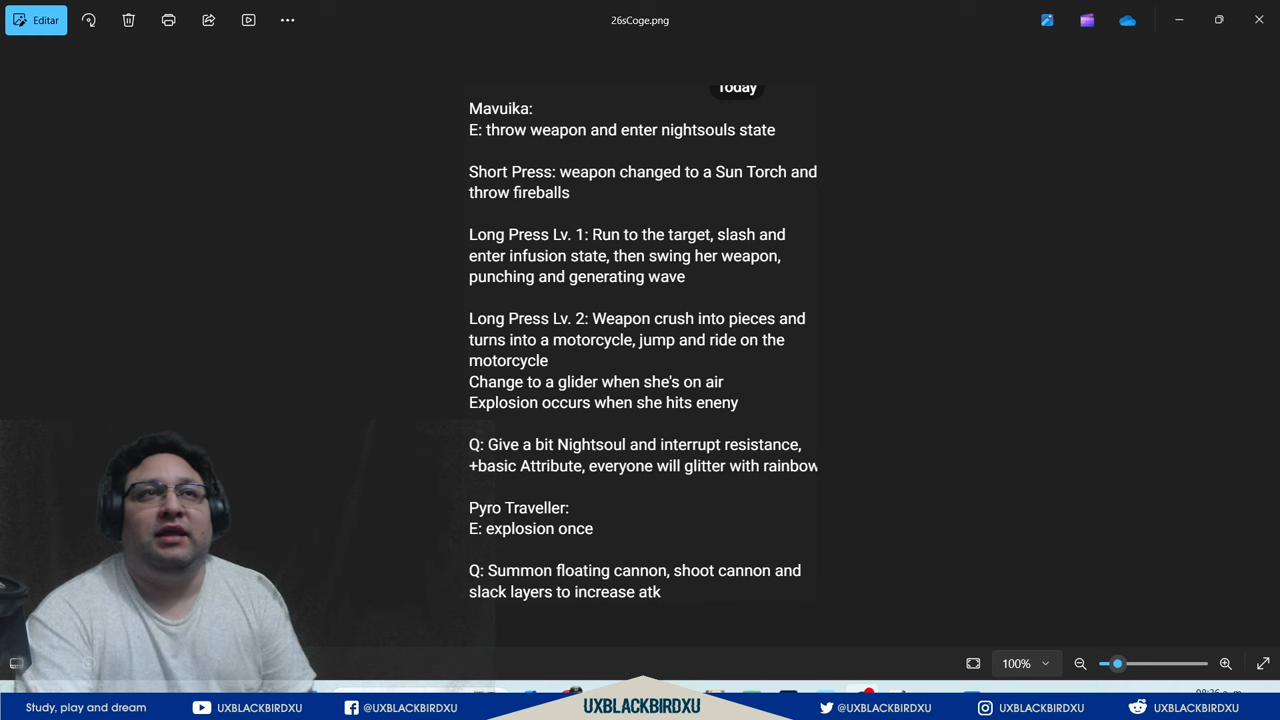 Editar
26sCoge.png
Today
Mavuika:
E: throw weapon and enter nightsouls state
Short Press: weapon changed to a Sun Torch and
throw fireballs
Long Press Lv. 1: Run to the target, slash and
enter infusion state, then swing her weapon,
punching and generating wave
Long Press Lv. 2: Weapon crush into pieces and
turns into a motorcycle, jump and ride on the
motorcycle
Change to a glider when she's on air
Explosion occurs when she hits eneny
Q: Give a bit Nightsoul and interrupt resistance,
+basic Attribute, everyone will glitter with rainbow
Pyro Traveller:
E: explosion once
Q: Summon floating cannon, shoot cannon and
slack layers to increase atk
100%
Study, play and dream
UXBLACKBIRDXU
@UXBLACKBIRDXU
UXBLACKBIRDXU
@UXBLACKBIRDXU
UXBLACKBIRDXU
UXBLACKBIRDXU